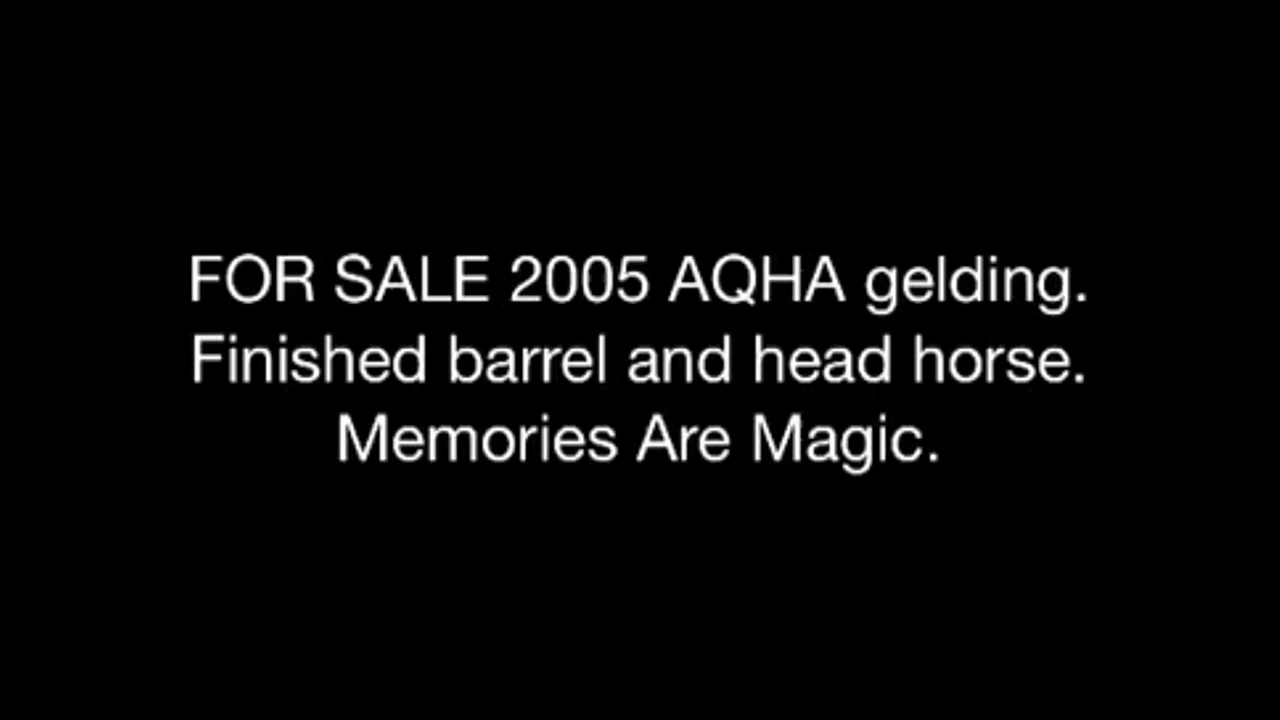 FOR SALE 2005 AQHA gelding.
Finished barrel and head horse.
Memories Are Magic.